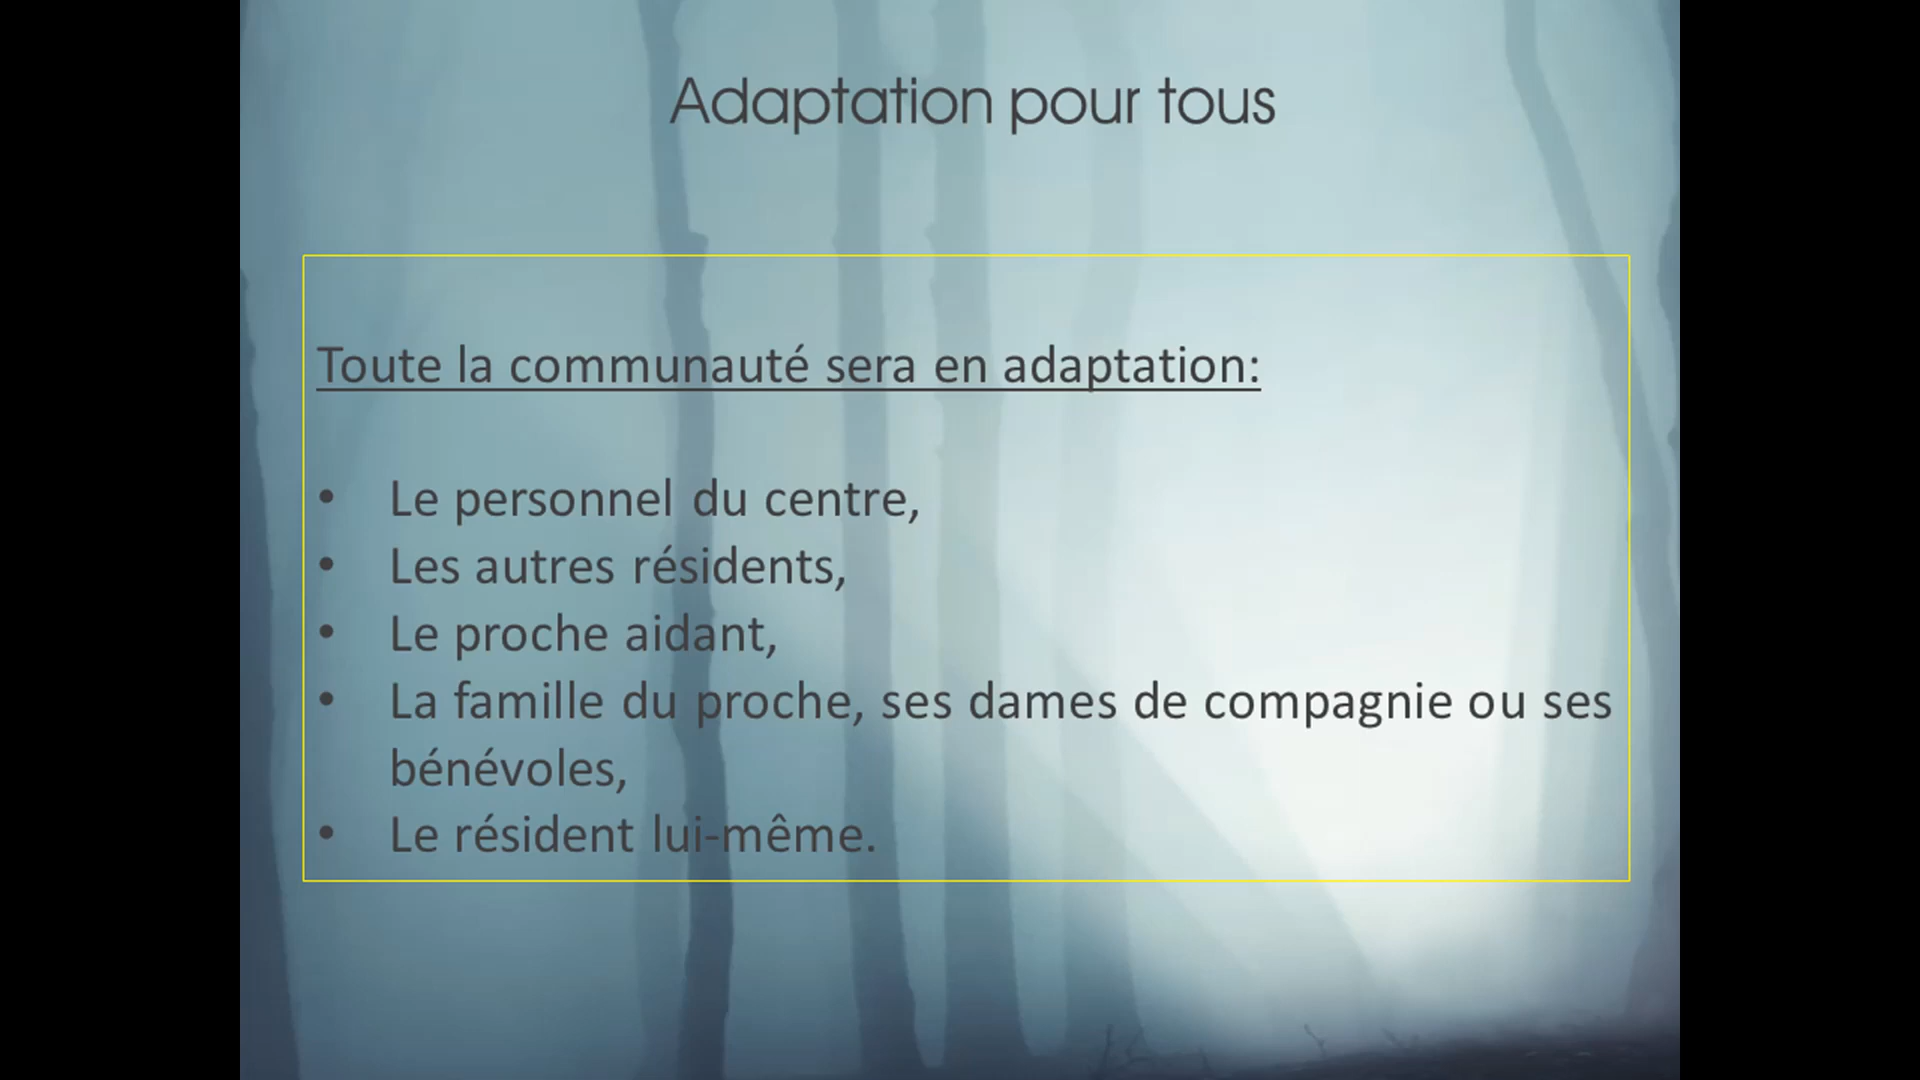 Adaptation pour tous
Toute la communauté sera en adaptation:
• Le personnel du centre,
• Les autres résidents,
• Le proche aidant,
• La famille du proche, ses dames de compagnie ou ses
bénévoles,
• Le résident lui-même.